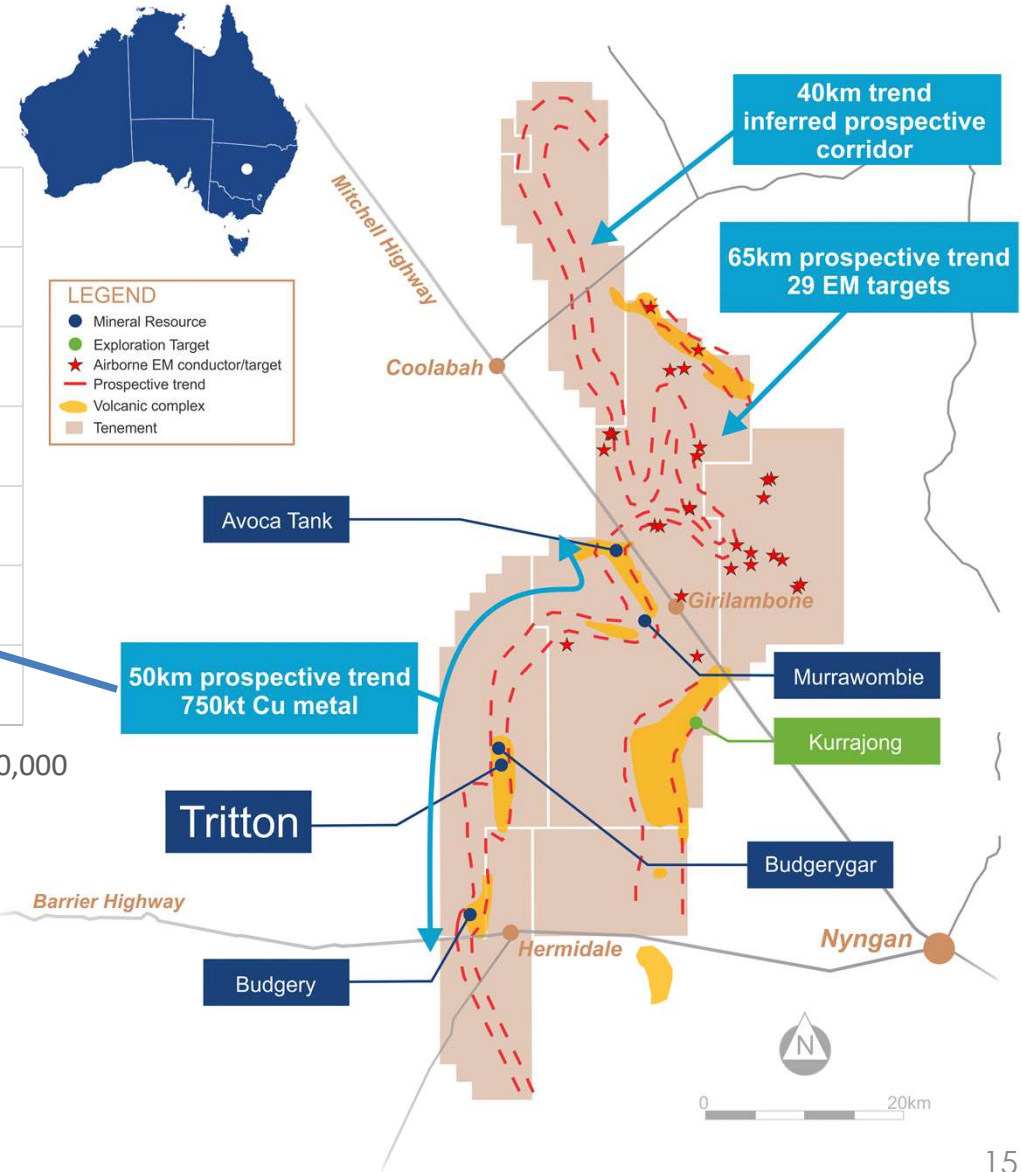 40km trend
inferred prospective
corridor
Mitchell Highway
65km prospective trend
29 EM targets
LEGEND
Mineral Resource
Exploration Target
Airborne EM conductor/target
Prospective trend
Volcanic complex
Tenement
Coolabah
Avoca Tank
Girilambone
50km prospective trend
750kt Cu metal
Murrawombie
Kurrajong
0,000
Tritton
Budgerygar
Barrier Highway
Hermidale
Nyngan
Budgery
N
0
20km
15